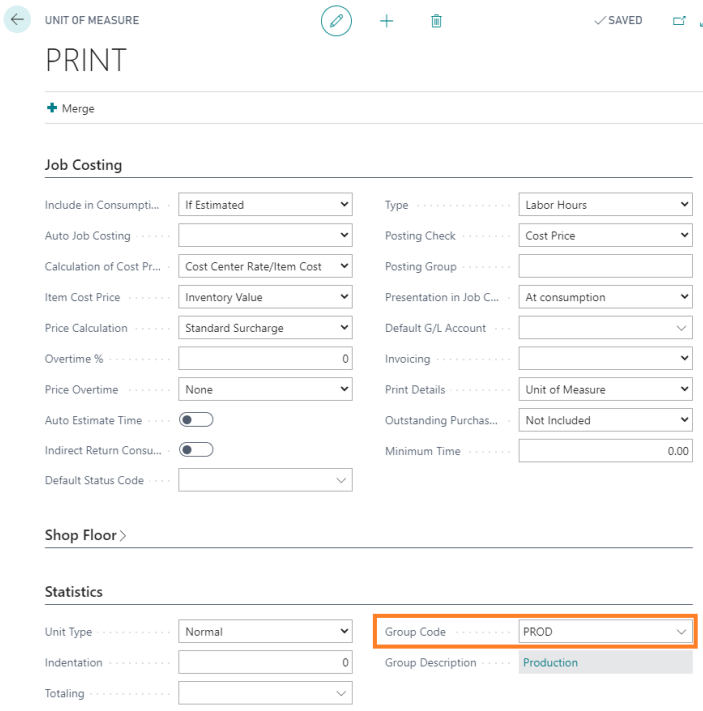 UNIT OF MEASURE
SAVED
PRINT
Merge
Job Costing
Include in Consumpti... If Estimated Type Labor Hours
Auto Job Costing Posting Check Cost Price
Calculation of Cost Pr... Cost Center Rate/Item Cost Posting Group
Item Cost Price Inventory Value Presentation in Job C... At consumption
Price Calculation Standard Surcharge Default G/L Account
Overtime % 0 Invoicing
Price Overtime None Print Details Unit of Measure
Auto Estimate Time Outstanding Purchas... Not Included
Indirect Return Consu... Minimum Time 0.00
Default Status Code
Shop Floor
Statistics
Unit Type Normal Group Code PROD
Indentation 0 Group Description Production
Totaling